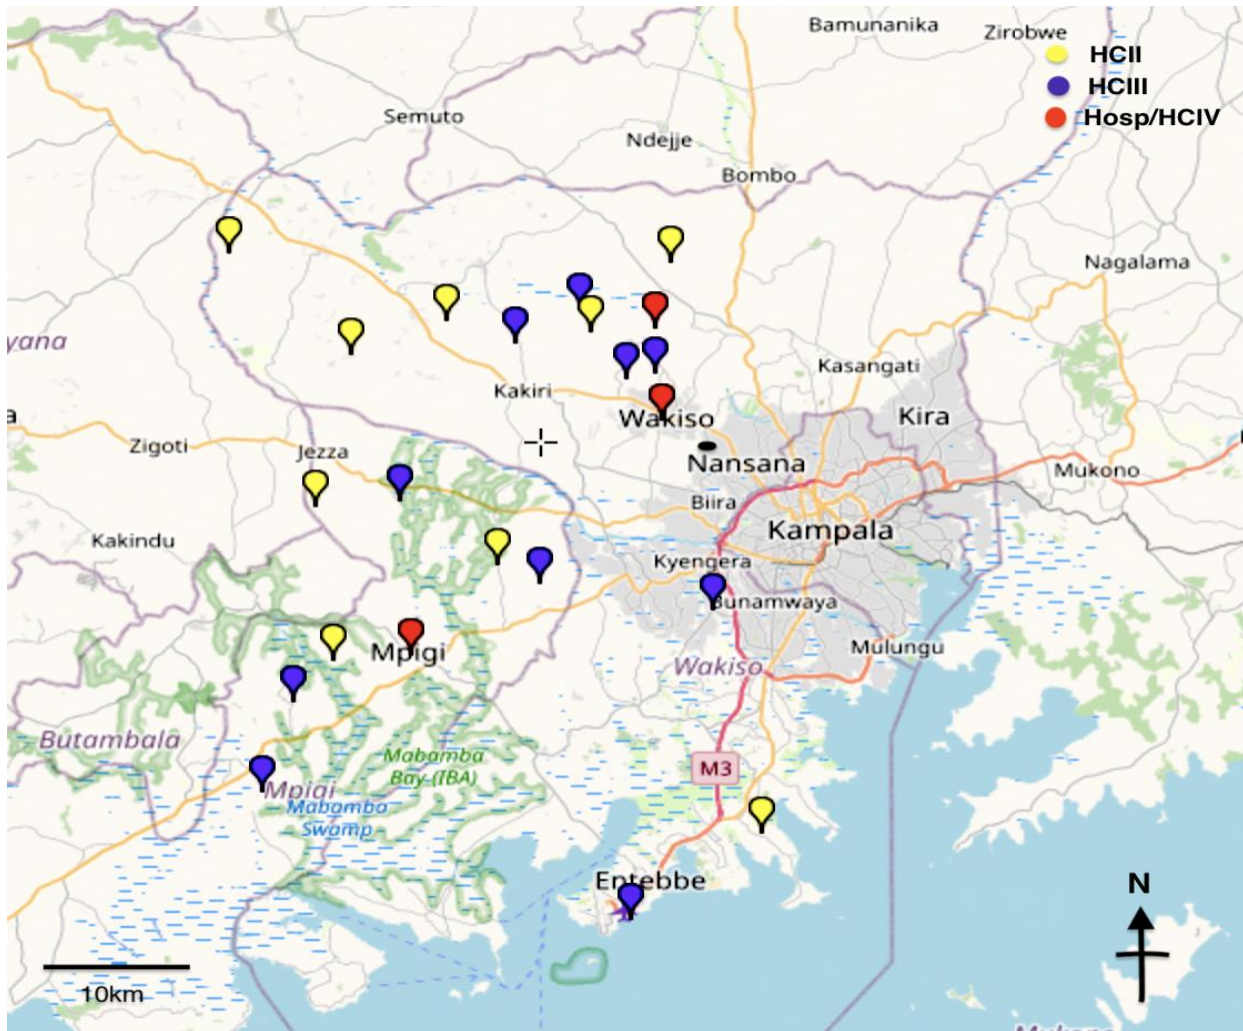 Bamunanika
Zirobwe
HCII
HCIII
Hosp/HCIV
Semuto
Ndejje
Bombo
Nagalama
yana
Kasangati
Kakiri
Wakiso
Kira
a
Zigoti
Jezza
Nansana
Mukono
Biira
Kampala
Kakindu
Kyengera
Bunamwaya
Mpigi
Wakiso
Mulungu
Butambala
Mabamba
Bay (IBA)
M3
Mpigi
Mabamba
Swamp
Entebbe
N
10km
Mukono